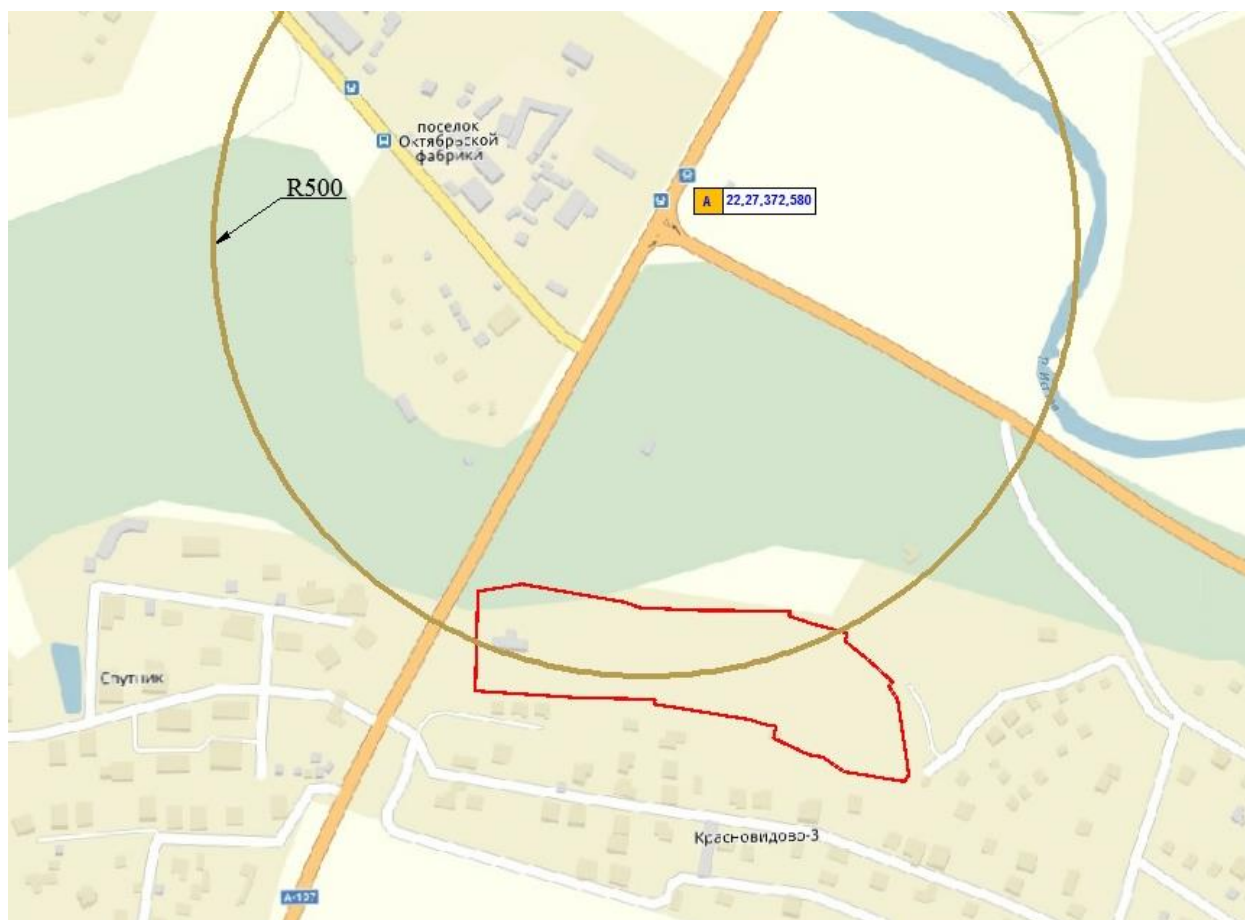 поселок
Октябрьской
фабрики
R500
A 22,27,372,580
Спутник
Красновидово-3
А-107